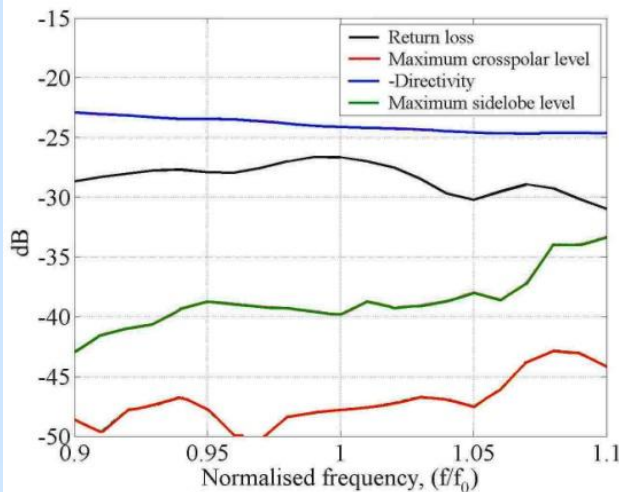 -15
-20
-25
-30
-35
-40
-45
-50
dB
Return loss
Maximum crosspolar level
-Directivity
Maximum sidelobe level
0.9 0.95 1 1.05 1.1
Normalised frequency, (f/f0)